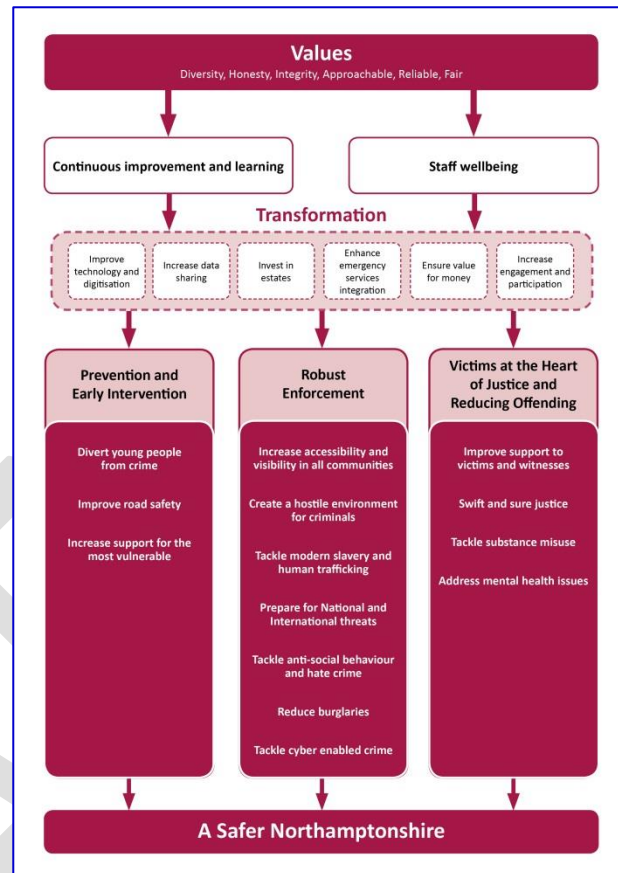 Values
Diversity, Honesty, Integrity, Approachable, Reliable, Fair
Continuous improvement and learning
Staff wellbeing
Transformation
Improve
technology and
digitisation
Increase data
sharing
Invest in
estates
Enhance
emergency
services
integration
Ensure value
for money
Increase
engagement and
participation
Prevention and
Early Intervention
Divert young people
from crime
Improve road safety
Increase support for the
most vulnerable
Robust
Enforcement
Increase accessibility and
visibility in all communities
Create a hostile environment
for criminals
Tackle modern slavery and
human trafficking
Prepare for National and
International threats
Tackle anti-social behaviour
and hate crime
Reduce burglaries
Tackle cyber enabled crime
Victims at the Heart
of Justice and
Reducing Offending
Improve support to
victims and witnesses
Swift and sure justice
Tackle substance misuse
Address mental health issues
A Safer Northamptonshire